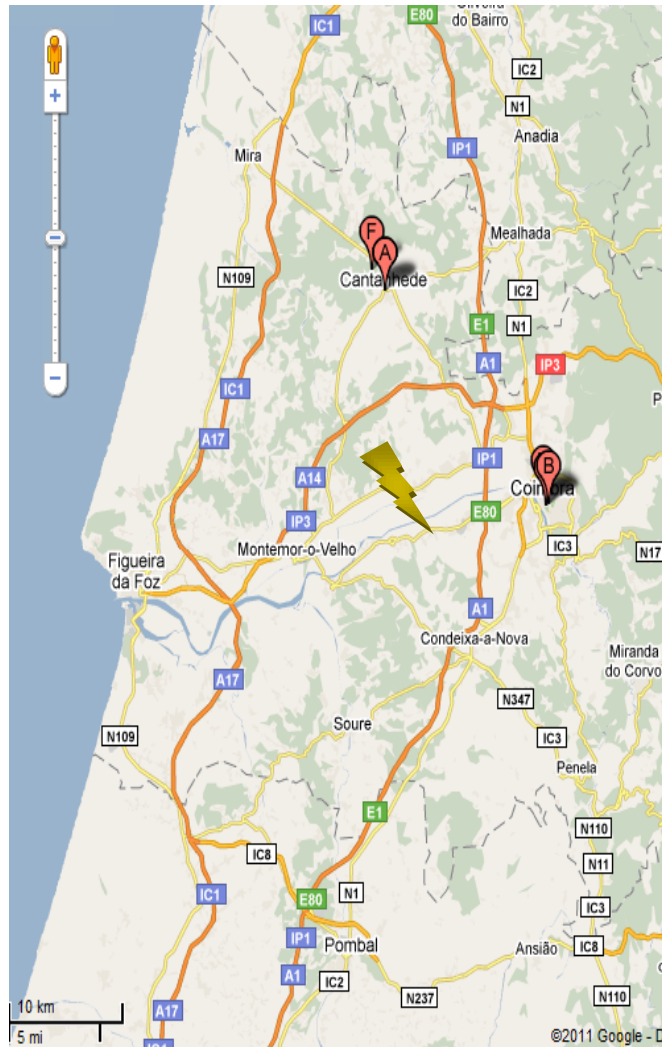 Oliveira
do Bairro
E80
IC1
IC2
N1
Anadia
IP1
Mira
Mealhada
F
A
Cantanhede
N109
IC2
E1
N1
A1
IP3
IC1
A17
IP1
B
A14
Coimbra
E80
IP3
Montemor-o-Velho
IC3
N17
Figueira
da Foz
A1
Condeixa-a-Nova
Miranda
do Corvo
A17
N347
Soure
N109
IC3
Penela
E1
N110
IC8
N11
IC1
N1
E80
IC3
IP1
Pombal
Ansião
IC8
A1
IC2
N237
N110
10 km
A17
5 mi
©2011 Google - D
IC1